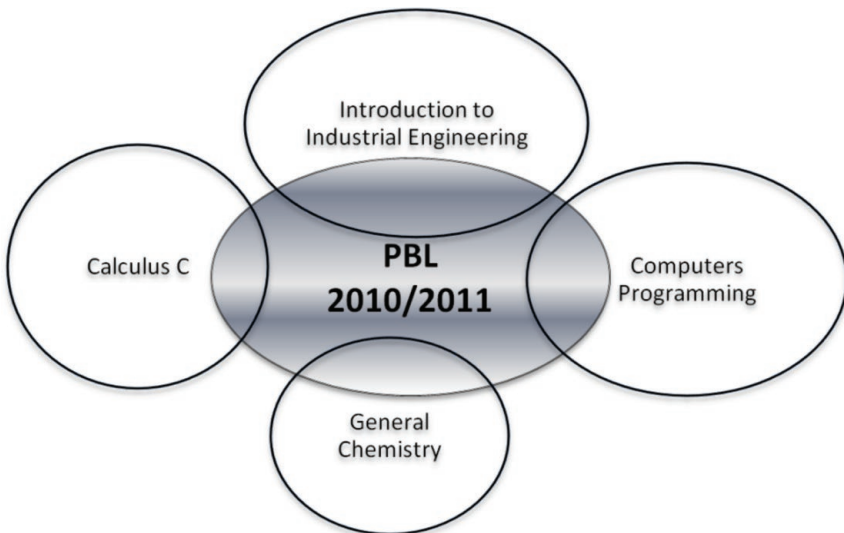 Introduction to
Industrial Engineering
Calculus C
PBL
2010/2011
Computers
Programming
General
Chemistry